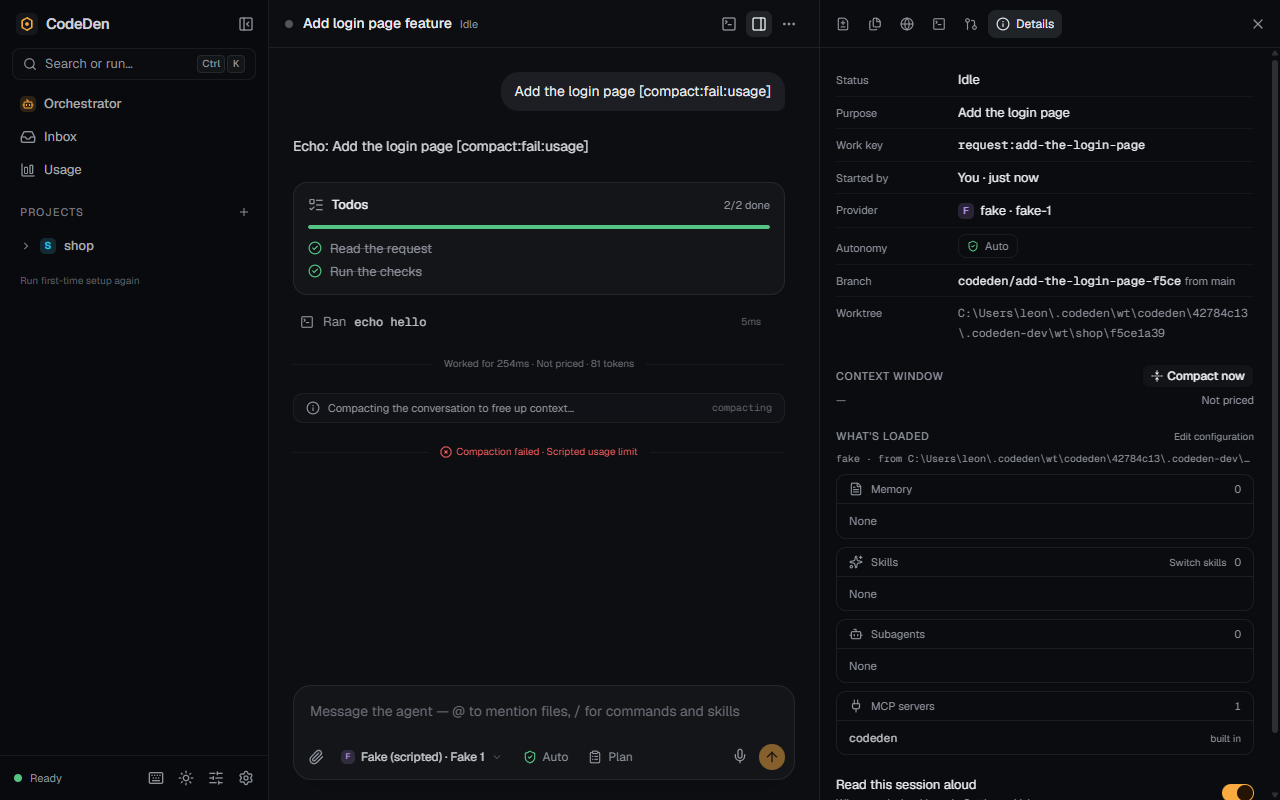 CodeDen
Search or run…
Ctrl K
Orchestrator
Inbox
Usage
PROJECTS
S shop
Run first-time setup again
Ready
Add login page feature Idle
Add the login page [compact:fail:usage]
Echo: Add the login page [compact:fail:usage]
Todos 2/2 done
Read the request
Run the checks
Ran echo hello 5ms
Worked for 254ms · Not priced · 81 tokens
Compacting the conversation to free up context… compacting
Compaction failed · Scripted usage limit
Message the agent — @ to mention files, / for commands and skills
F Fake (scripted) · Fake 1 Auto Plan
Details
Status Idle
Purpose Add the login page
Work key request:add-the-login-page
Started by You · just now
Provider F fake · fake-1
Autonomy Auto
Branch codeden/add-the-login-page-f5ce from main
Worktree C:\Users\leon\.codeden\wt\codeden\42784c13
\.codeden-dev\wt\shop\f5ce1a39
CONTEXT WINDOW Compact now
— Not priced
WHAT'S LOADED Edit configuration
fake · from C:\Users\leon\.codeden\wt\codeden\42784c13\.codeden-dev\…
Memory 0
None
Skills Switch skills 0
None
Subagents 0
None
MCP servers 1
codeden built in
Read this session aloud